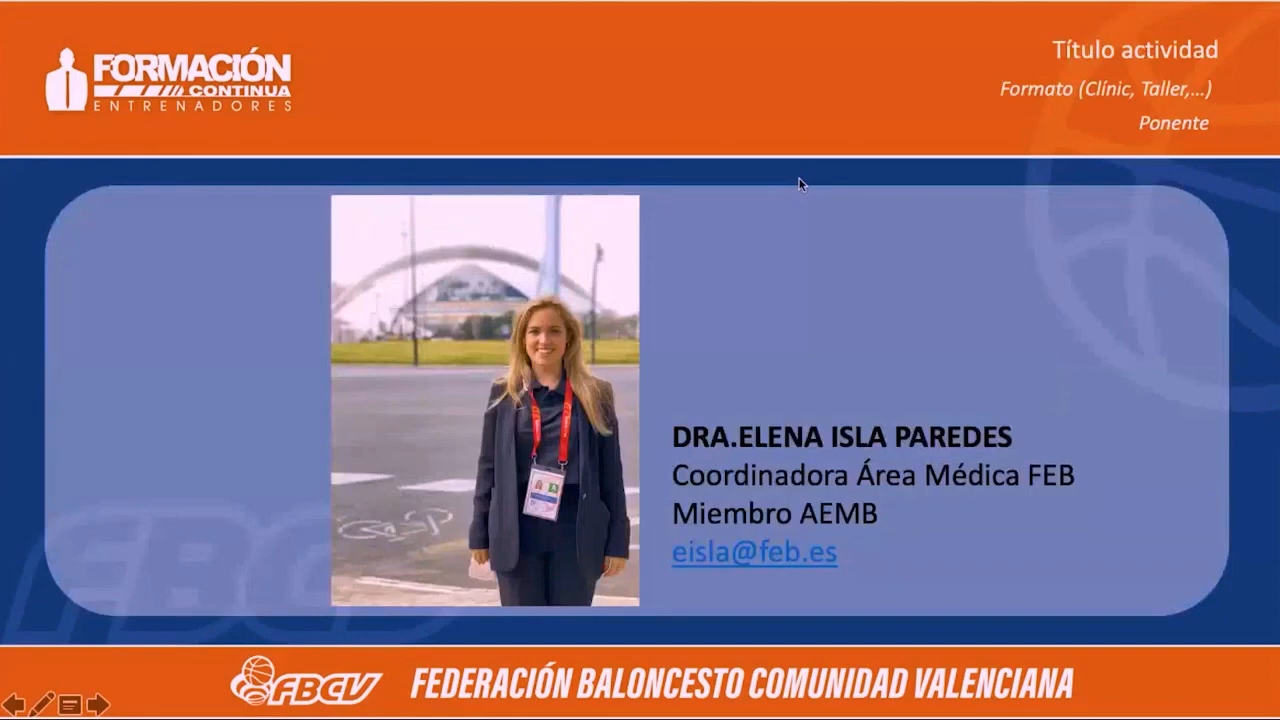 FORMACIÓN
CONTINUA
ENTRENADORES
Título actividad
Formato (Clínic, Taller,...)
Ponente
DRA.ELENA ISLA PAREDES
Coordinadora Área Médica FEB
Miembro AEMB
eisla@feb.es
FBCV
FBCV FEDERACIÓN BALONCESTO COMUNIDAD VALENCIANA